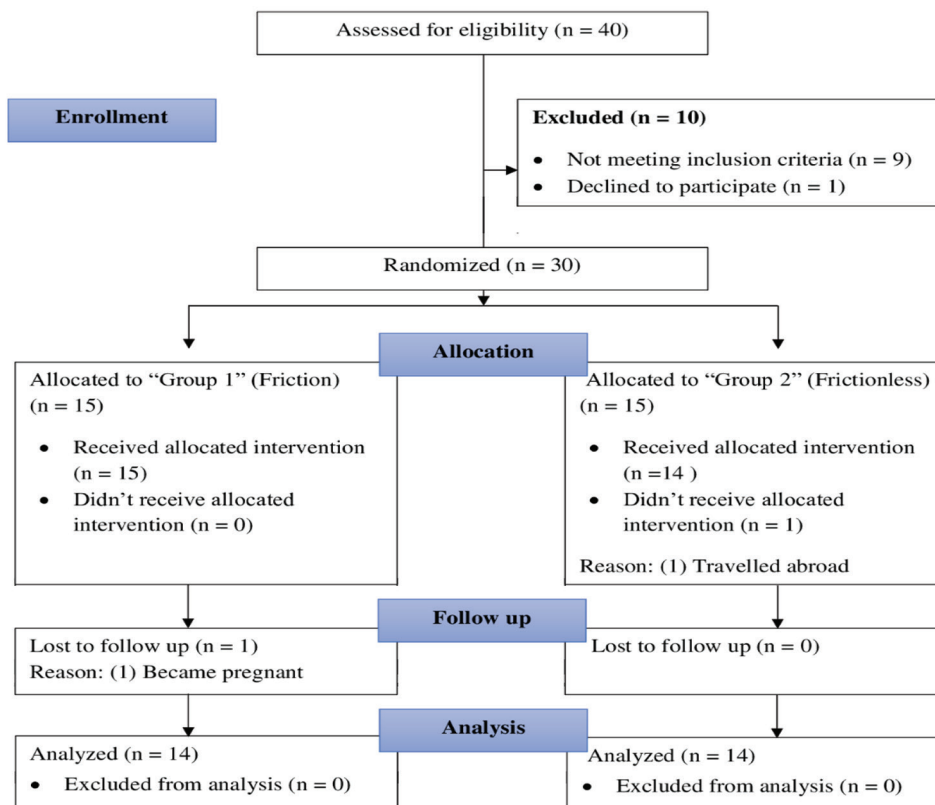 Assessed for eligibility (n = 40)
Enrollment
Excluded (n = 10)
• Not meeting inclusion criteria (n = 9)
• Declined to participate (n = 1)
Randomized (n = 30)
Allocation
Allocated to “Group 1” (Friction)
(n = 15)
• Received allocated intervention
(n = 15)
• Didn’t receive allocated
intervention (n = 0)
Allocated to “Group 2” (Frictionless)
(n = 15)
• Received allocated intervention
(n =14 )
• Didn’t receive allocated
intervention (n = 1)
Reason: (1) Travelled abroad
Follow up
Lost to follow up (n = 1)
Reason: (1) Became pregnant
Lost to follow up (n = 0)
Analysis
Analyzed (n = 14)
• Excluded from analysis (n = 0)
Analyzed (n = 14)
• Excluded from analysis (n = 0)